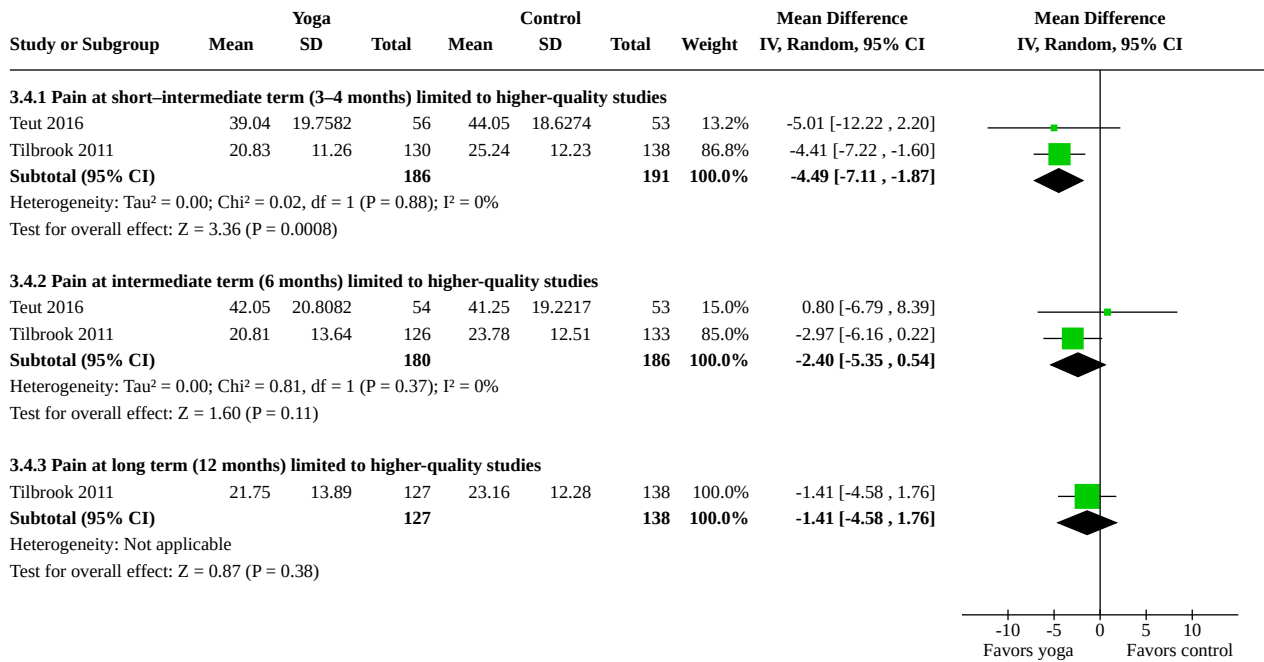 Yoga Control Mean Difference Mean Difference
Study or Subgroup Mean SD Total Mean SD Total Weight IV, Random, 95% CI IV, Random, 95% CI
3.4.1 Pain at short–intermediate term (3–4 months) limited to higher-quality studies
Teut 2016 39.04 19.7582 56 44.05 18.6274 53 13.2% -5.01 [-12.22 , 2.20]
Tilbrook 2011 20.83 11.26 130 25.24 12.23 138 86.8% -4.41 [-7.22 , -1.60]
Subtotal (95% CI) 186 191 100.0% -4.49 [-7.11 , -1.87]
Heterogeneity: Tau² = 0.00; Chi² = 0.02, df = 1 (P = 0.88); I² = 0%
Test for overall effect: Z = 3.36 (P = 0.0008)
3.4.2 Pain at intermediate term (6 months) limited to higher-quality studies
Teut 2016 42.05 20.8082 54 41.25 19.2217 53 15.0% 0.80 [-6.79 , 8.39]
Tilbrook 2011 20.81 13.64 126 23.78 12.51 133 85.0% -2.97 [-6.16 , 0.22]
Subtotal (95% CI) 180 186 100.0% -2.40 [-5.35 , 0.54]
Heterogeneity: Tau² = 0.00; Chi² = 0.81, df = 1 (P = 0.37); I² = 0%
Test for overall effect: Z = 1.60 (P = 0.11)
3.4.3 Pain at long term (12 months) limited to higher-quality studies
Tilbrook 2011 21.75 13.89 127 23.16 12.28 138 100.0% -1.41 [-4.58 , 1.76]
Subtotal (95% CI) 127 138 100.0% -1.41 [-4.58 , 1.76]
Heterogeneity: Not applicable
Test for overall effect: Z = 0.87 (P = 0.38)
-10 -5 0 5 10
Favors yoga Favors control